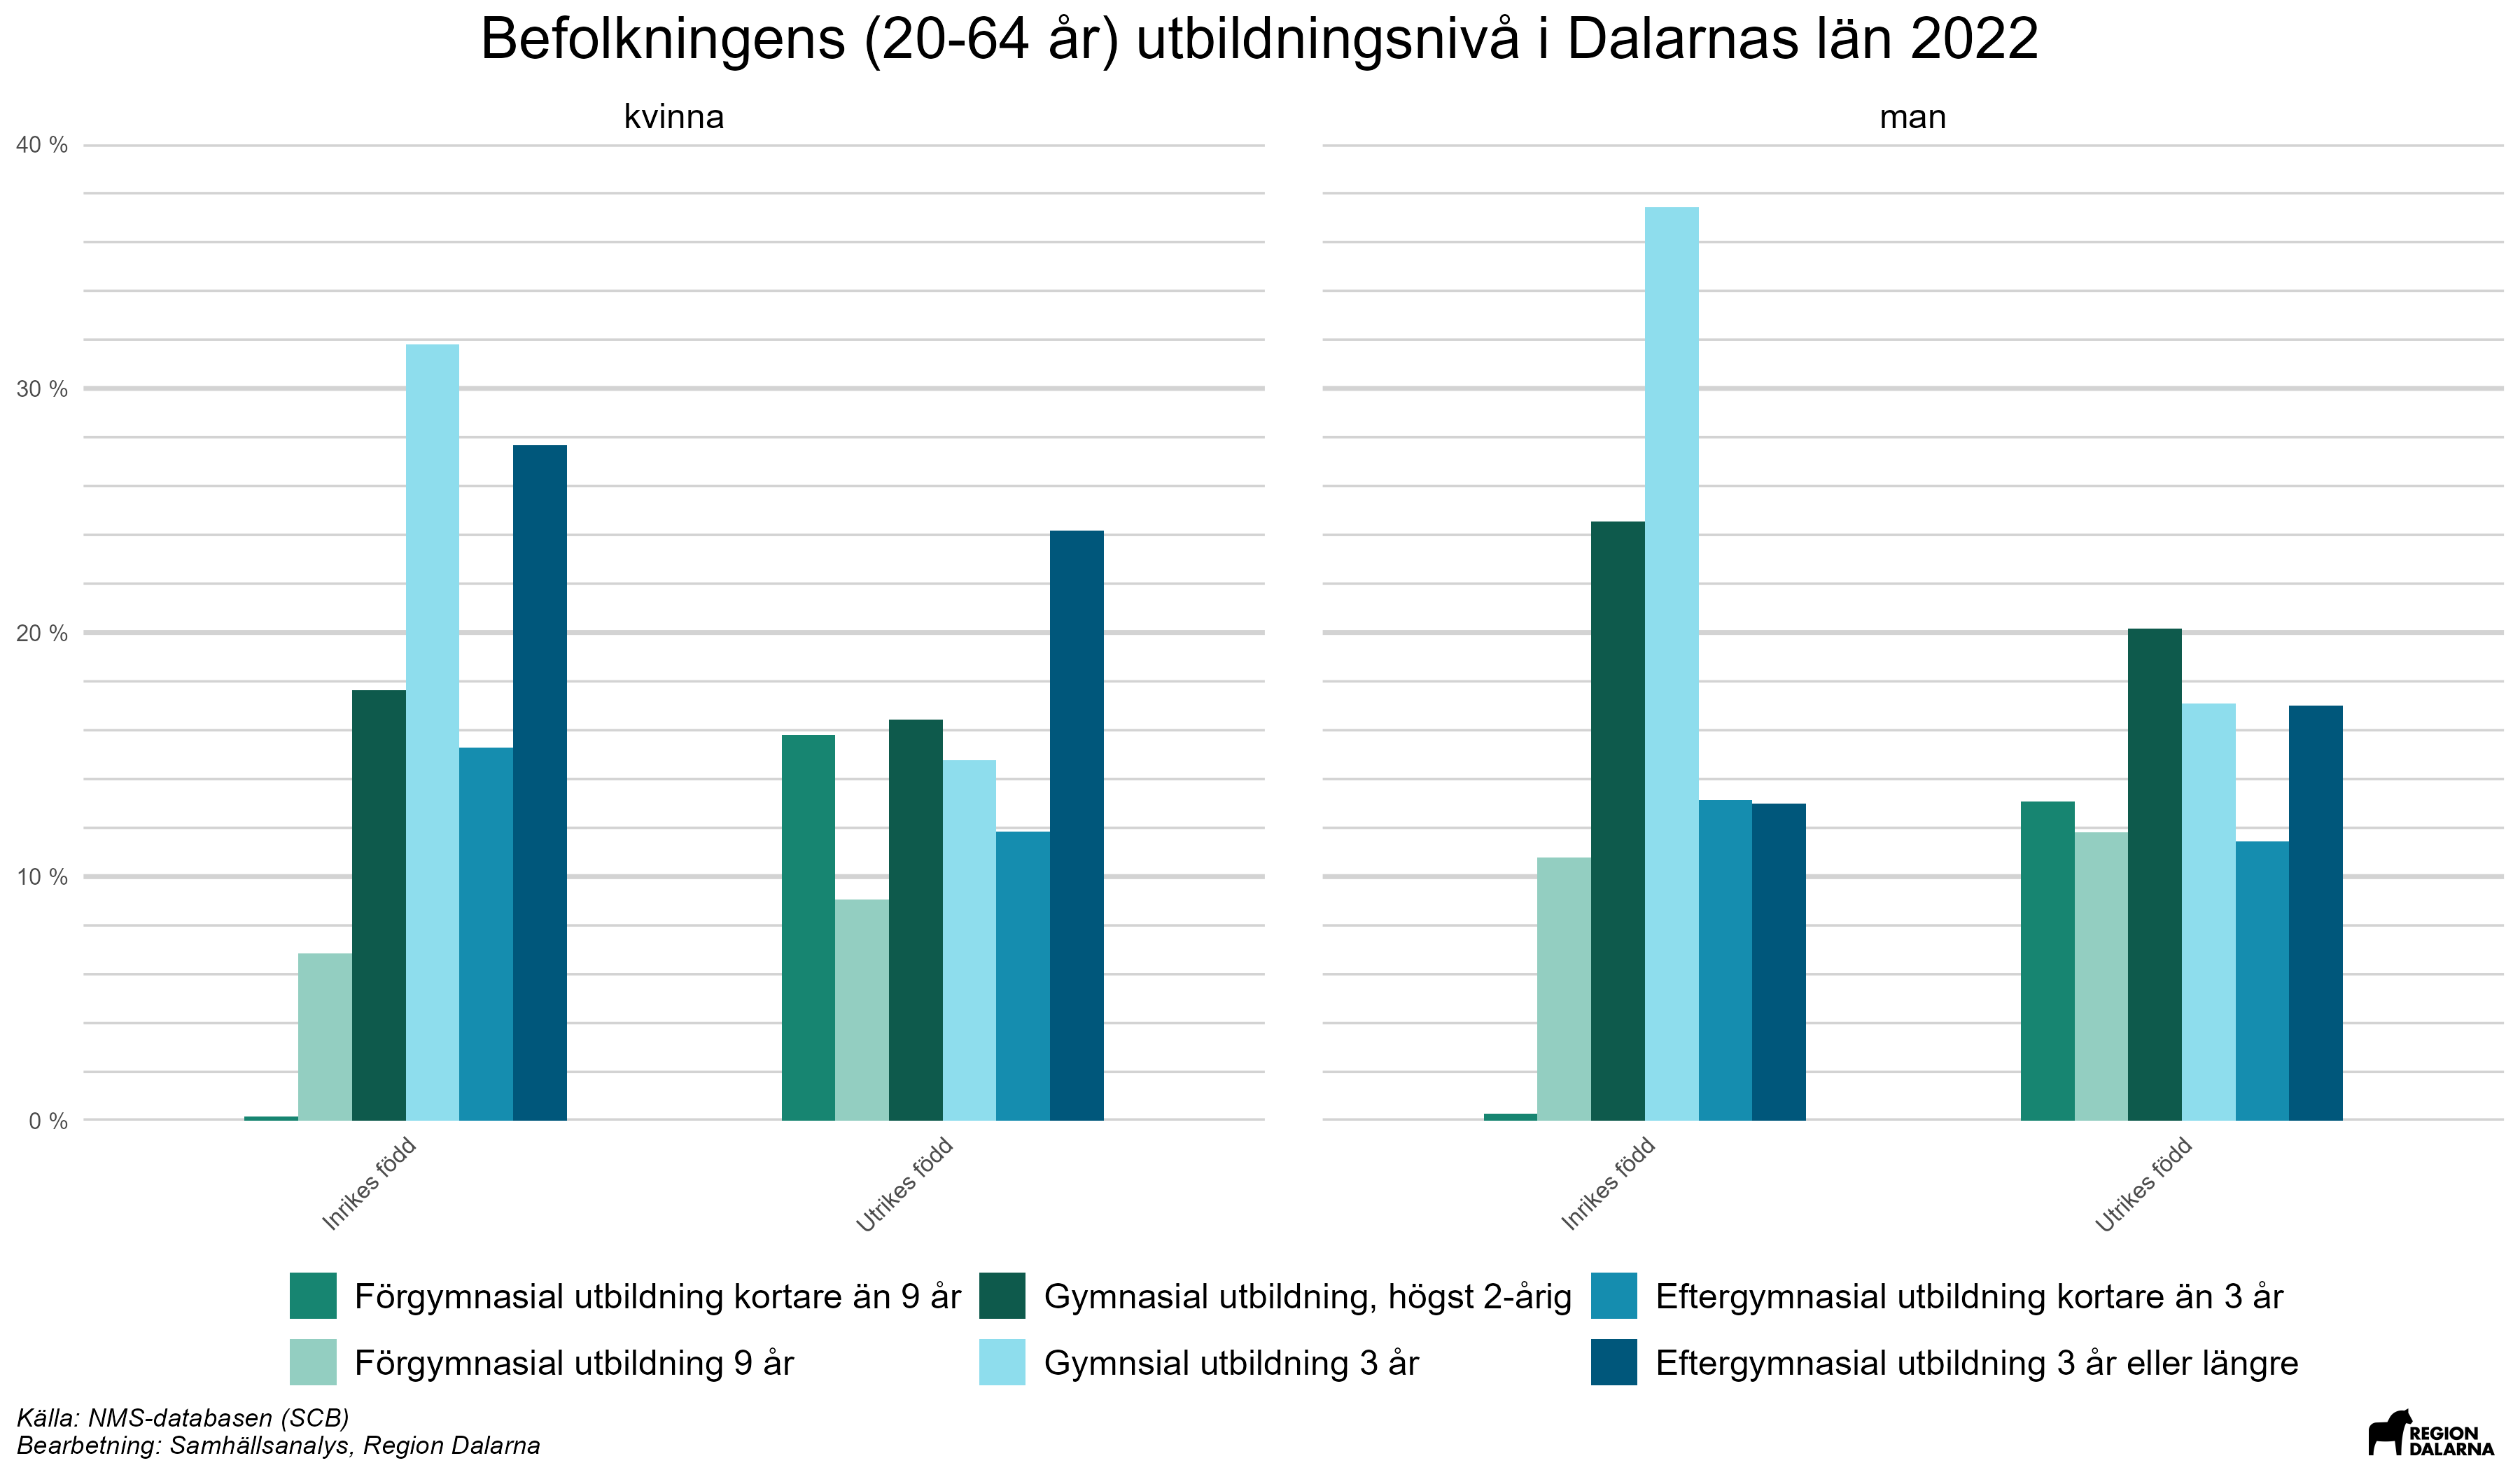 Befolkningens (20-64 år) utbildningsnivå i Dalarnas län 2022
kvinna
man
40 %
30 %
20 %
10 %
0 %
Inrikes född
Utrikes född
Inrikes född
Utrikes född
Förgymnasial utbildning kortare än 9 år
Gymnasial utbildning, högst 2-årig
Eftergymnasial utbildning kortare än 3 år
Förgymnasial utbildning 9 år
Gymnsial utbildning 3 år
Eftergymnasial utbildning 3 år eller längre
Källa: NMS-databasen (SCB)
Bearbetning: Samhällsanalys, Region Dalarna
REGION
DALARNA